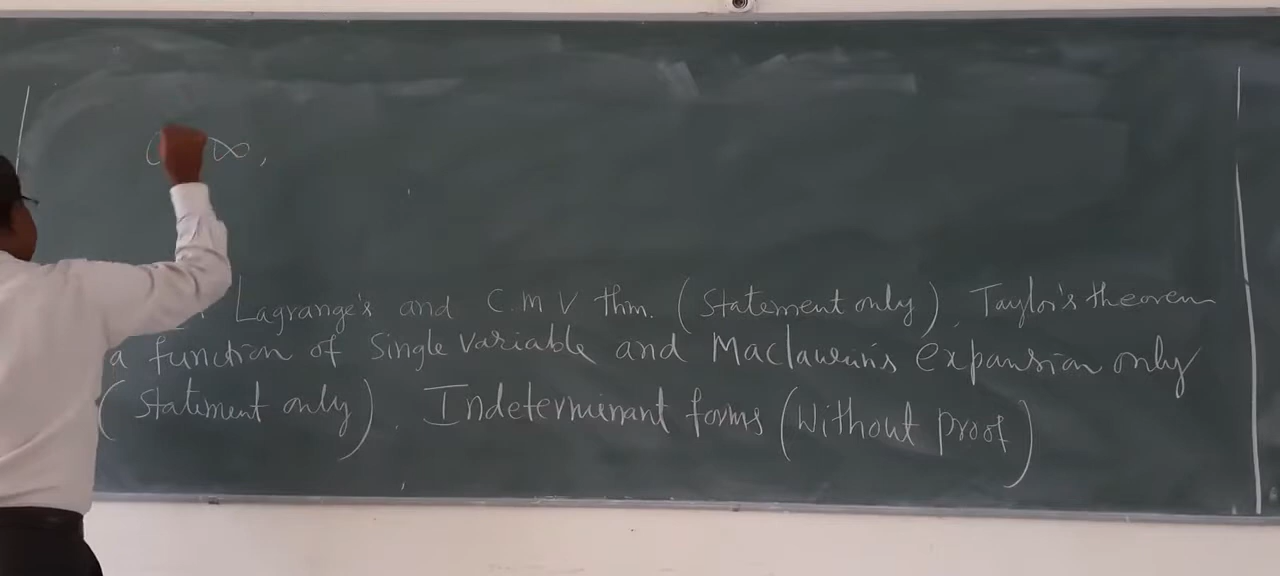 ∞,
Lagrange's and C.M V thm. (Statement only), Taylor's theorem
a function of Single Variable and Maclaurin's expansion only
(Statement only). Indeterminant forms (Without proof)